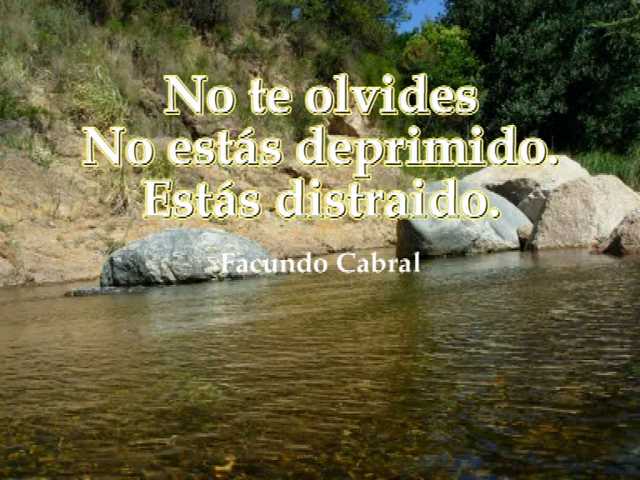 No te olvides
No estás deprimido.
Estás distraido.
Facundo Cabral